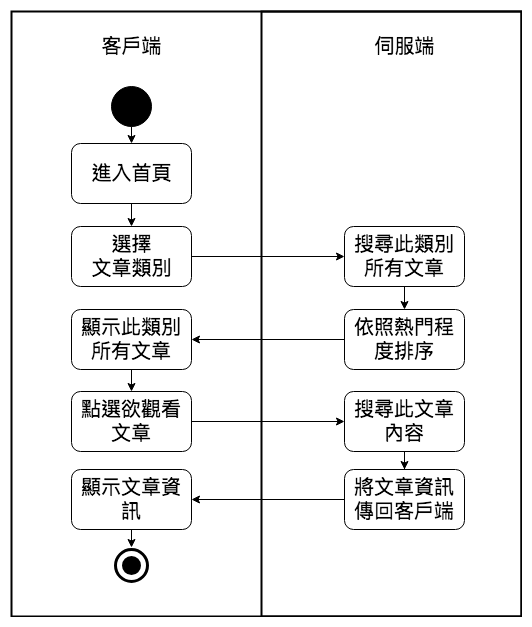 客戶端
伺服端
進入首頁
選擇
文章類別
搜尋此類別
所有文章
依照熱門程
度排序
顯示此類別
所有文章
點選欲觀看
文章
搜尋此文章
內容
將文章資訊
傳回客戶端
顯示文章資
訊